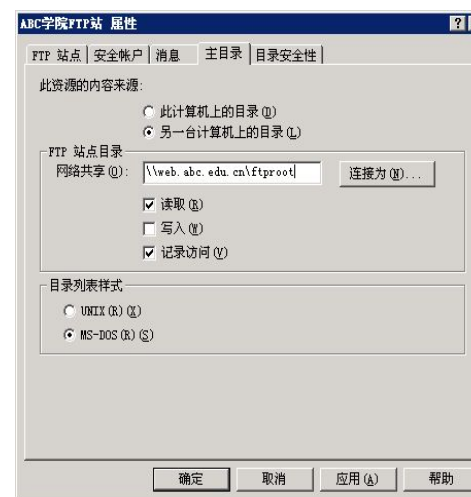 ABC学院FTP站 属性
FTP 站点 安全帐户 消息 主目录 目录安全性
此资源的内容来源:
此计算机上的目录(D)
另一台计算机上的目录(L)
FTP 站点目录
网络共享(O): \\web.abc.edu.cn\ftproot 连接为(N)...
读取(R)
写入(W)
记录访问(V)
目录列表样式
UNIX(R)(X)
MS-DOS(R)(S)
确定 取消 应用(A) 帮助